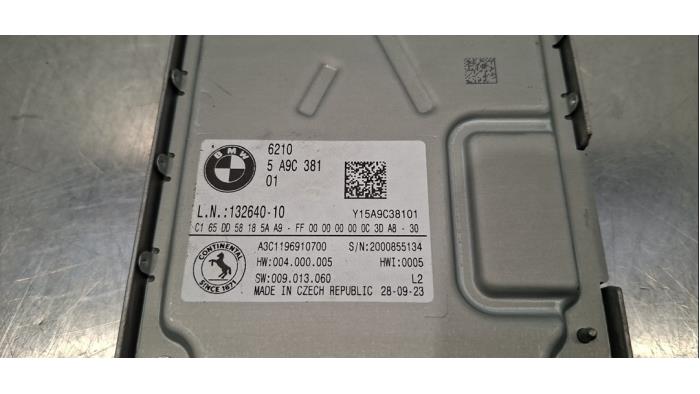 BMW
6210
5 A9C 381
01
L.N.:132640-10
Y15A9C38101
C1 65 DD 58 18 5A A9 - FF 00 00 00 00 0C 3D A8 - 30
CONTINENTAL
SINCE 1871
A3C1196910700 S/N:2000855134
HW:004.000.005 HWI:0005
SW:009.013.060 L2
MADE IN CZECH REPUBLIC 28-09-23